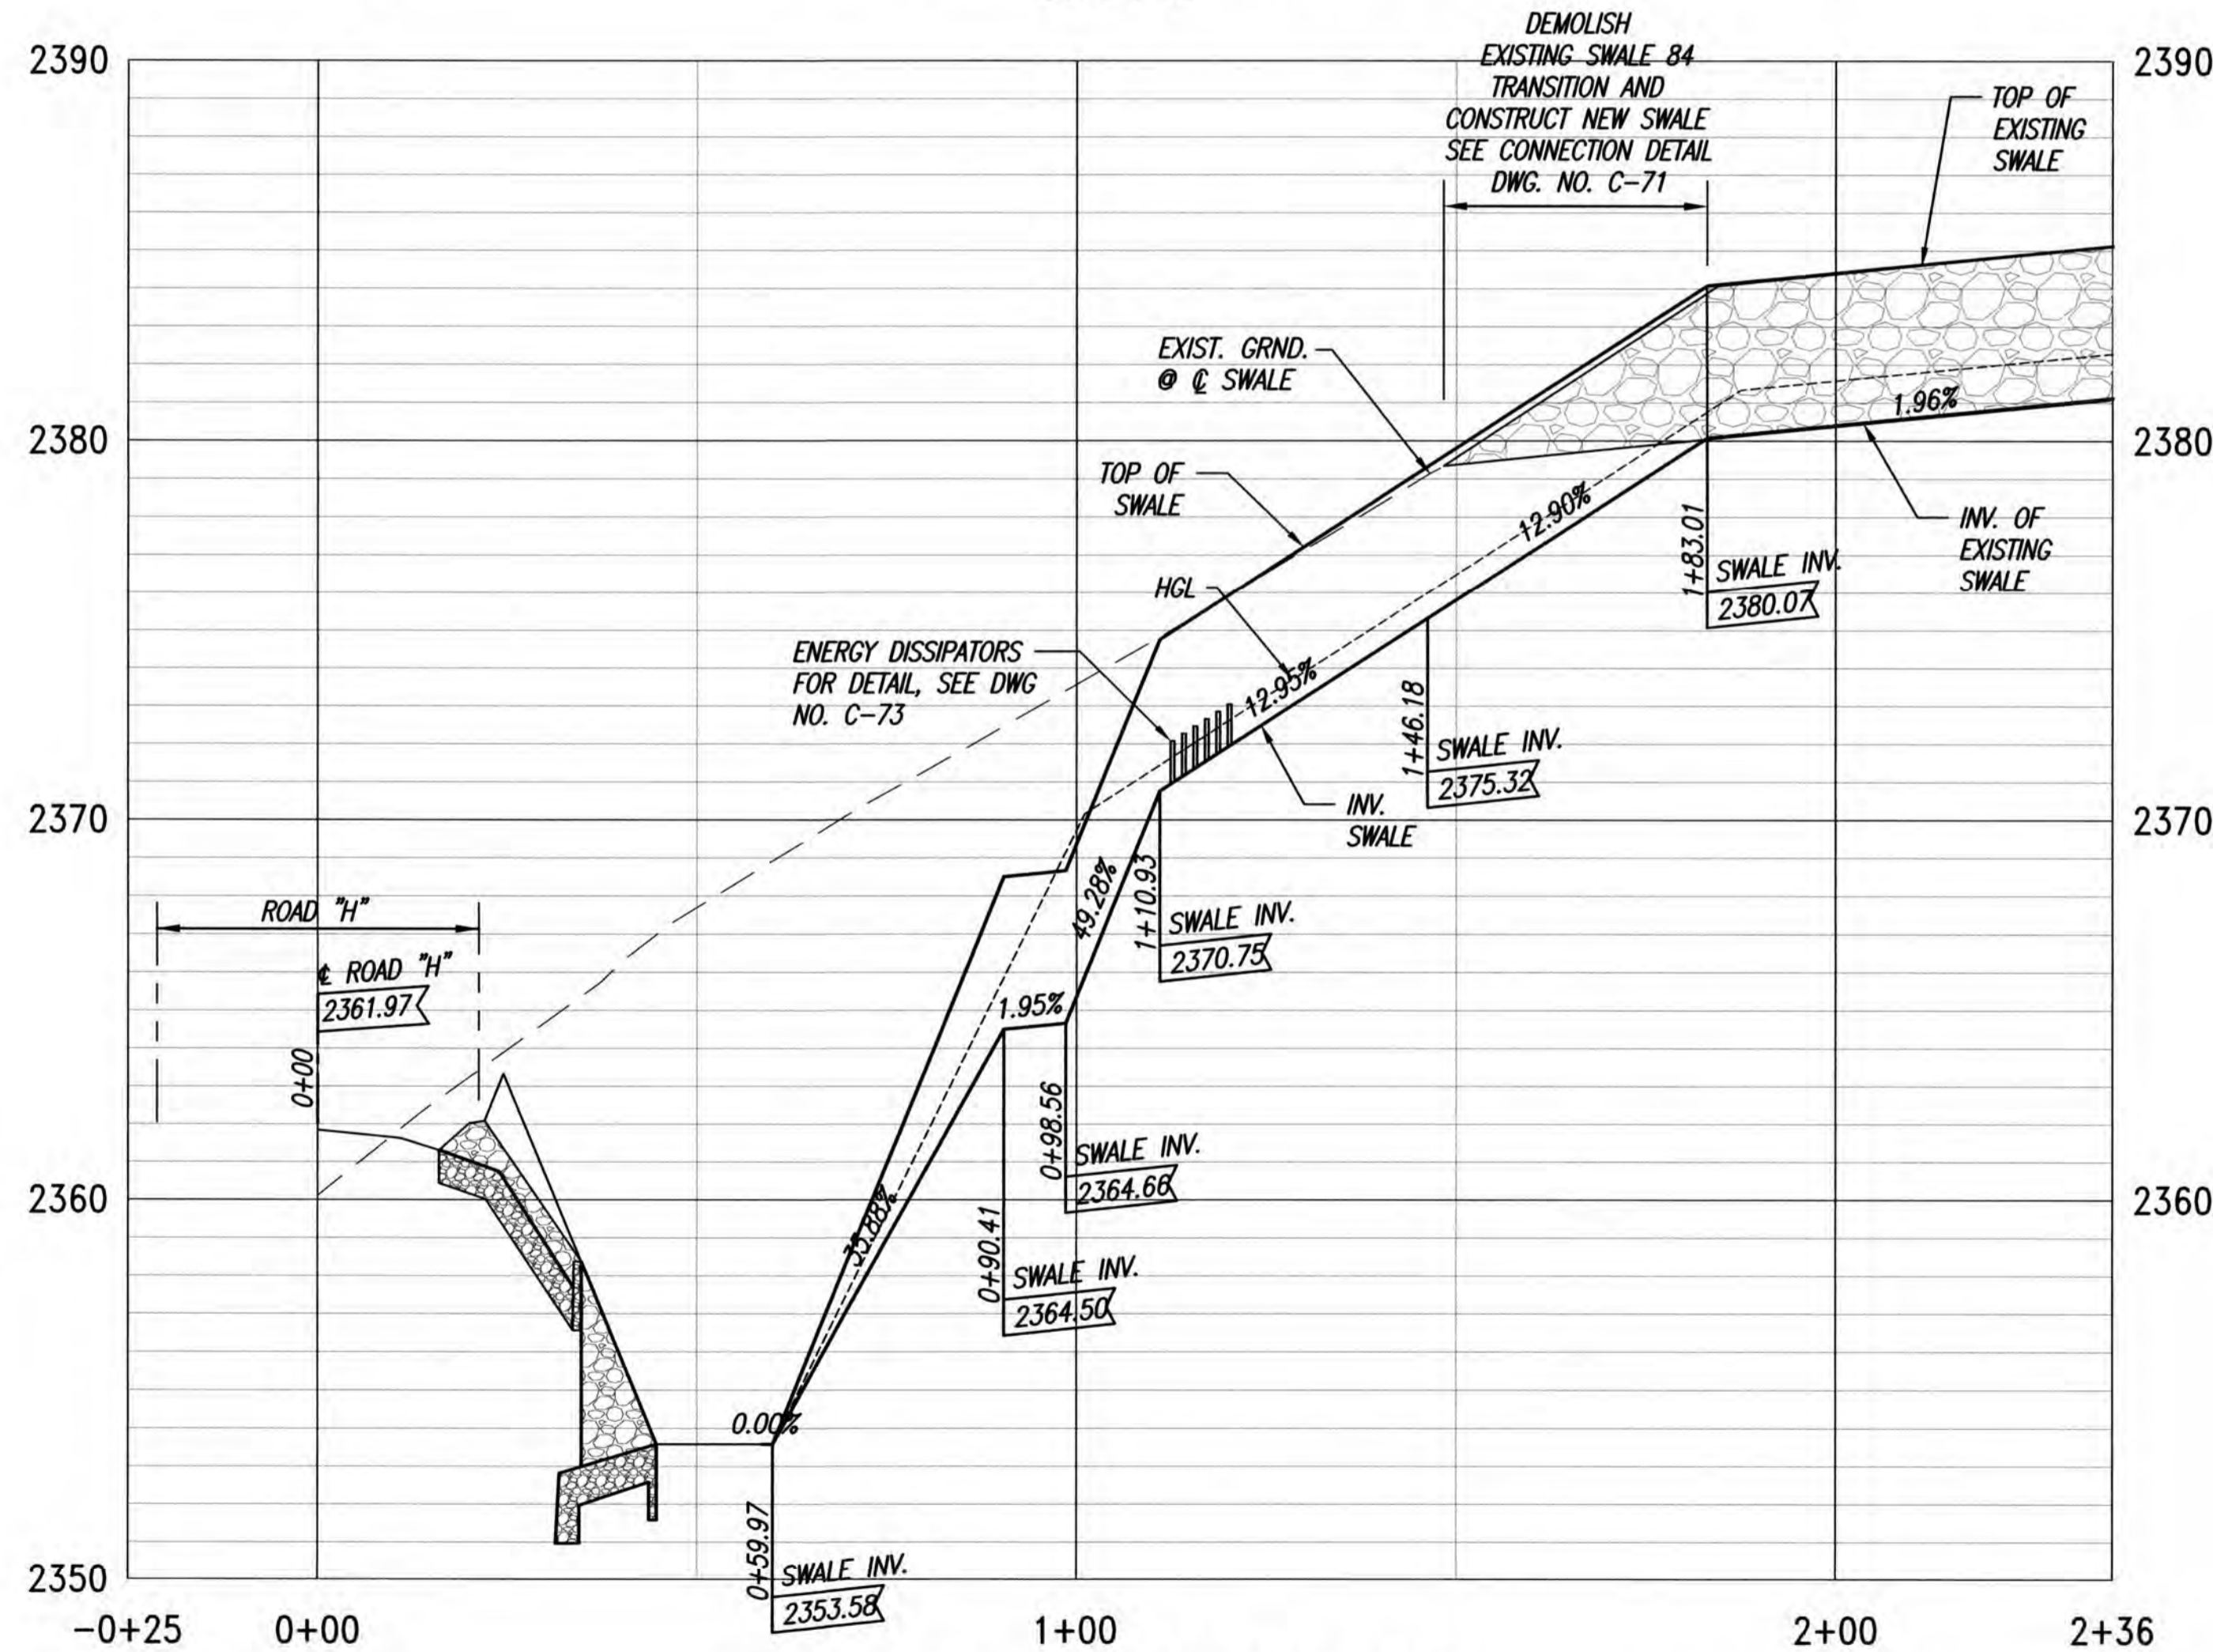 DEMOLISH
EXISTING SWALE 84
TRANSITION AND
CONSTRUCT NEW SWALE
SEE CONNECTION DETAIL
DWG. NO. C-71
2390
2390
TOP OF
EXISTING
SWALE
EXIST. GRND.
@ ℄ SWALE
1.96%
2380
2380
TOP OF
SWALE
12.90%
INV. OF
EXISTING
SWALE
1+83.01
SWALE INV.
2380.07
HGL
ENERGY DISSIPATORS
FOR DETAIL, SEE DWG
NO. C-73
12.95%
1+46.18
SWALE INV.
2375.32
INV.
SWALE
2370
2370
49.28%
1+10.93
SWALE INV.
2370.75
ROAD "H"
℄ ROAD "H"
2361.97
0+00
1.95%
0+98.56
SWALE INV.
2364.66
2360
2360
35.88%
0+90.41
SWALE INV.
2364.50
0.00%
0+59.97
SWALE INV.
2353.58
2350
-0+25
0+00
1+00
2+00
2+36